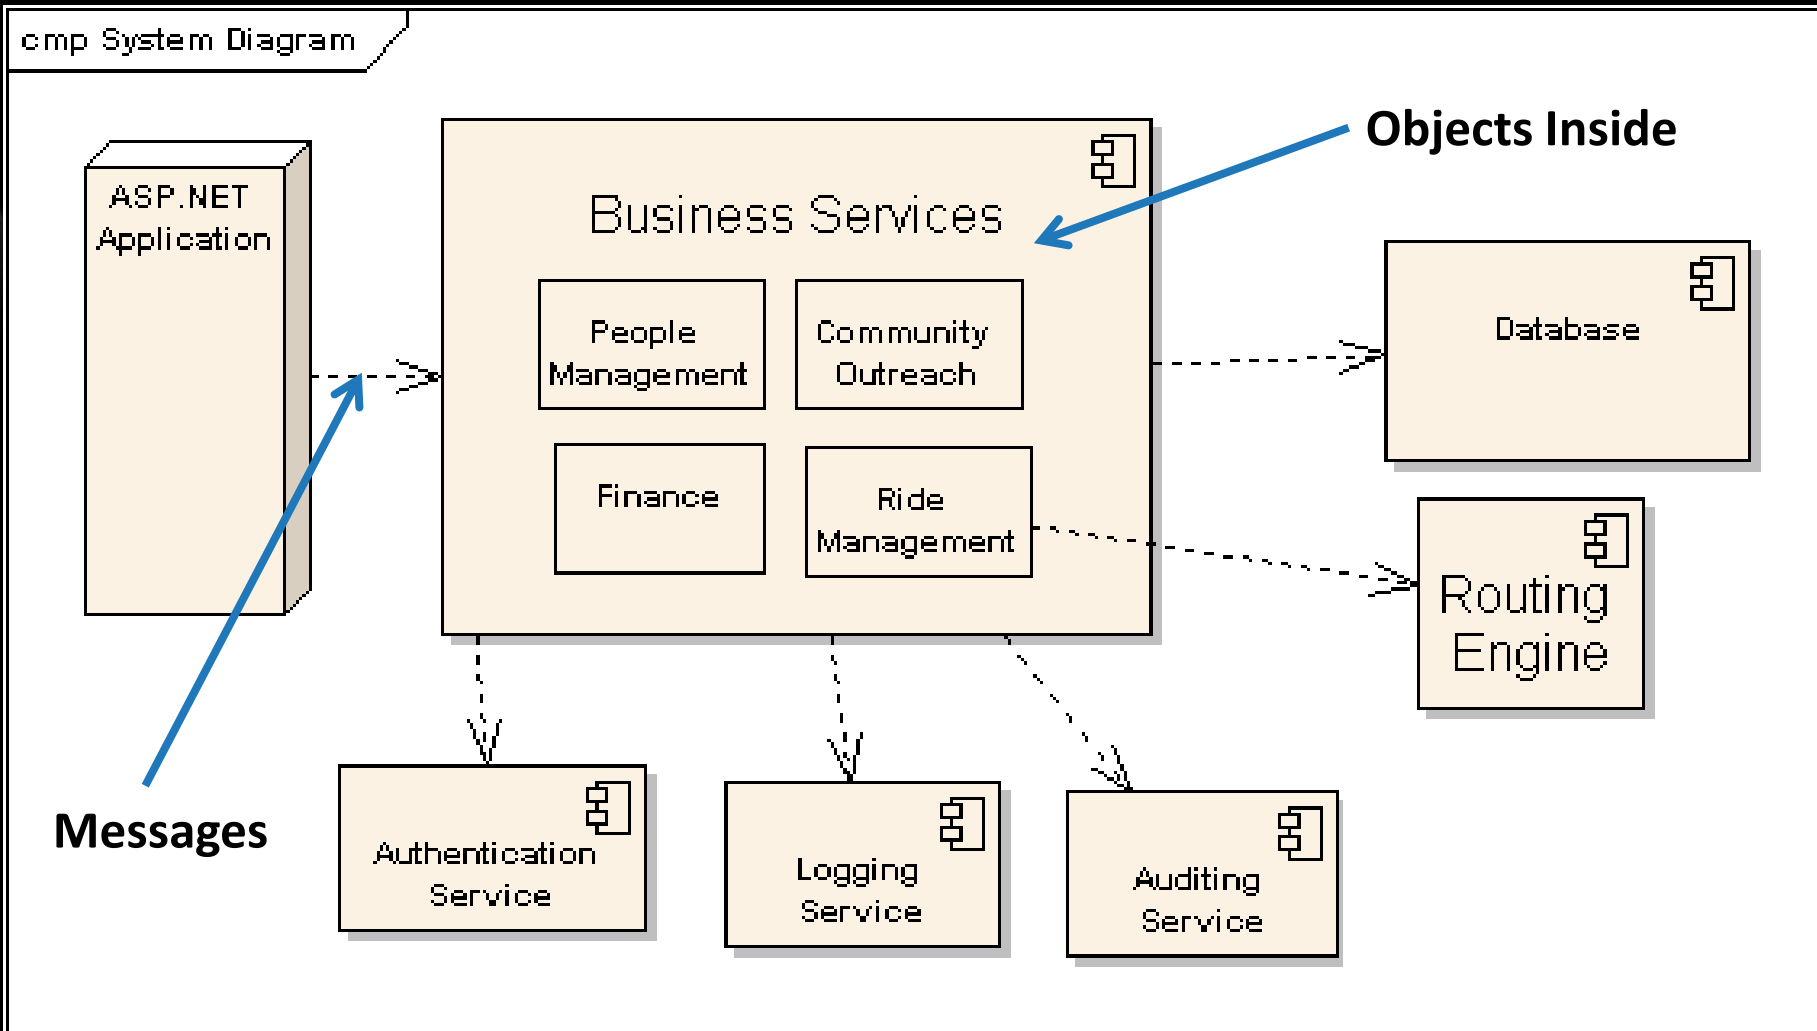 cmp System Diagram
Objects Inside
ASP.NET
Application
Business Services
People
Management
Community
Outreach
Database
Finance
Ride
Management
Routing
Engine
Messages
Authentication
Service
Logging
Service
Auditing
Service